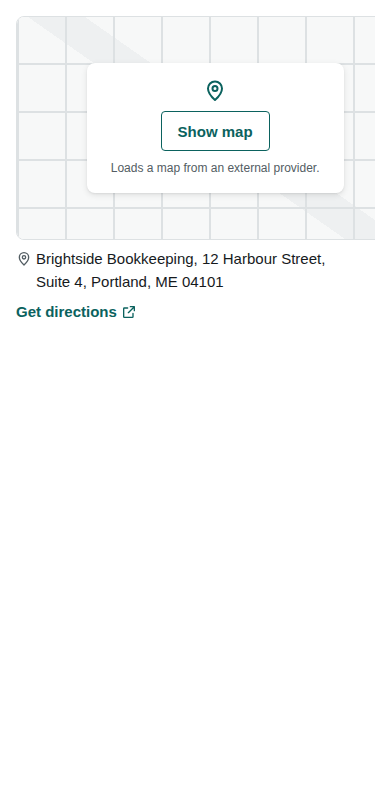 Show map
Loads a map from an external provider.
Brightside Bookkeeping, 12 Harbour Street,
Suite 4, Portland, ME 04101
Get directions